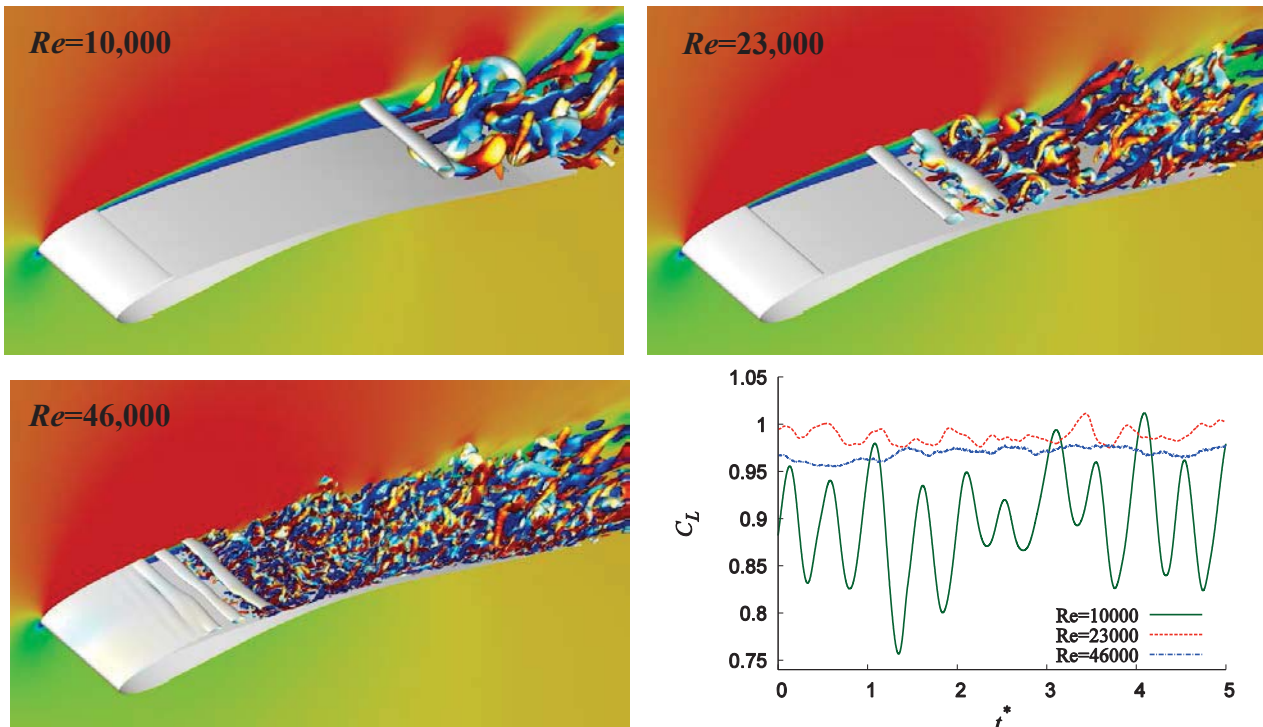 Re=10,000
Re=23,000
Re=46,000
1.05
1
0.95
0.9
0.85
0.8
0.75
C_L
Re=10000
Re=23000
Re=46000
0 1 2 3 4 5
t*